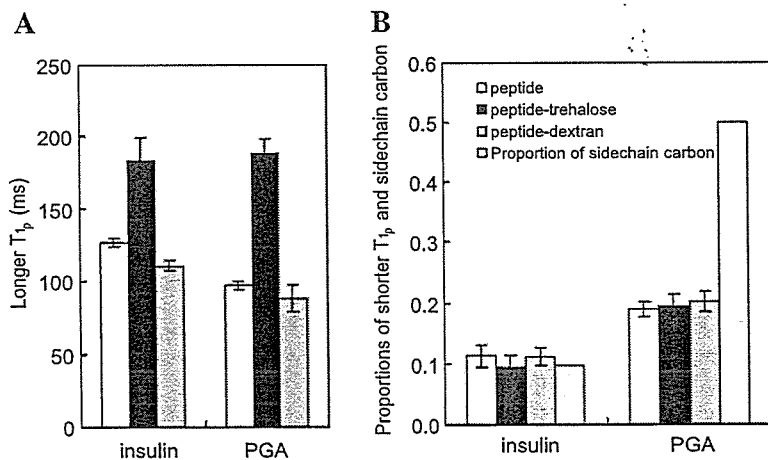 A
Longer T1p (ms)
250
200
150
100
50
0
insulin
PGA
B
Proportions of shorter T1p and sidechain carbon
0.6
0.5
0.4
0.3
0.2
0.1
0.0
peptide
peptide-trehalose
peptide-dextran
Proportion of sidechain carbon
insulin
PGA